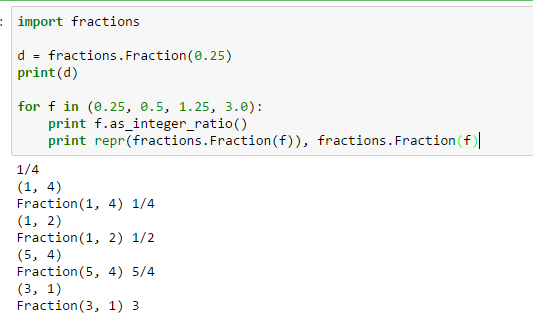 import fractions
d = fractions.Fraction(0.25)
print(d)
for f in (0.25, 0.5, 1.25, 3.0):
    print f.as_integer_ratio()
    print repr(fractions.Fraction(f)), fractions.Fraction(f)
1/4
(1, 4)
Fraction(1, 4) 1/4
(1, 2)
Fraction(1, 2) 1/2
(5, 4)
Fraction(5, 4) 5/4
(3, 1)
Fraction(3, 1) 3